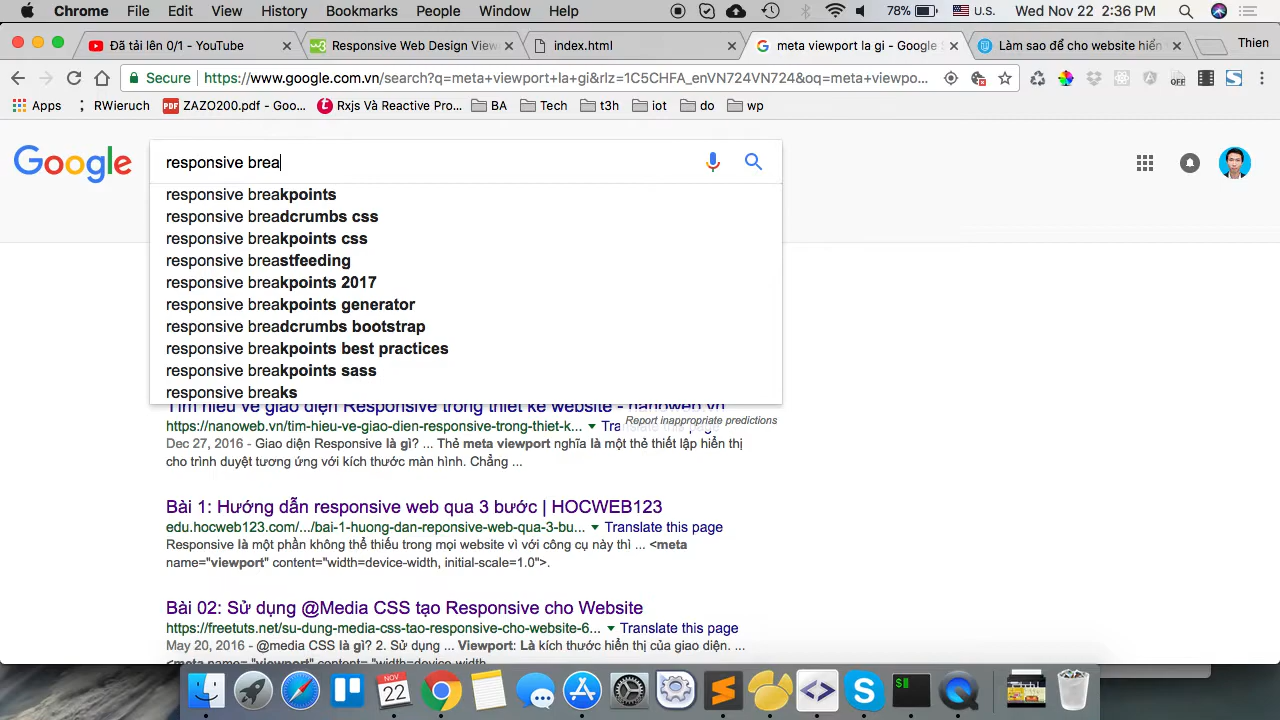 Chrome File Edit View History Bookmarks People Window Help 78% U.S. Wed Nov 22 2:36 PM
Đã tải lên 0/1 - YouTube Responsive Web Design View index.html meta viewport la gi - Google Làm sao để cho website hiển Thien
Secure https://www.google.com.vn/search?q=meta+viewport+la+gi&rlz=1C5CHFA_enVN724VN724&oq=meta+viewpo...
Apps RWieruch ZAZO200.pdf - Goo... Rxjs Và Reactive Pro... BA Tech t3h iot do wp
Google responsive brea
responsive breakpoints
responsive breadcrumbs css
responsive breakpoints css
responsive breastfeeding
responsive breakpoints 2017
responsive breakpoints generator
responsive breadcrumbs bootstrap
responsive breakpoints best practices
responsive breakpoints sass
responsive breaks
Tìm hiểu về giao diện Responsive trong thiết kế website - nanoweb.vn
Report inappropriate predictions
https://nanoweb.vn/tim-hieu-ve-giao-dien-responsive-trong-thiet-k... Translate this page
Dec 27, 2016 - Giao diện Responsive là gì? ... Thẻ meta viewport nghĩa là một thẻ thiết lập hiển thị
cho trình duyệt tương ứng với kích thước màn hình. Chẳng ...
Bài 1: Hướng dẫn responsive web qua 3 bước | HOCWEB123
edu.hocweb123.com/.../bai-1-huong-dan-reponsive-web-qua-3-bu... Translate this page
Responsive là một phần không thể thiếu trong mọi website vì với công cụ này thì ... <meta
name="viewport" content="width=device-width, initial-scale=1.0">.
Bài 02: Sử dụng @Media CSS tạo Responsive cho Website
https://freetuts.net/su-dung-media-css-tao-responsive-cho-website-6... Translate this page
May 20, 2016 - @media CSS là gì? 2. Sử dụng ... Viewport: Là kích thước hiển thị của giao diện. ...
<meta name="viewport" content="width=device-width
NOV
22